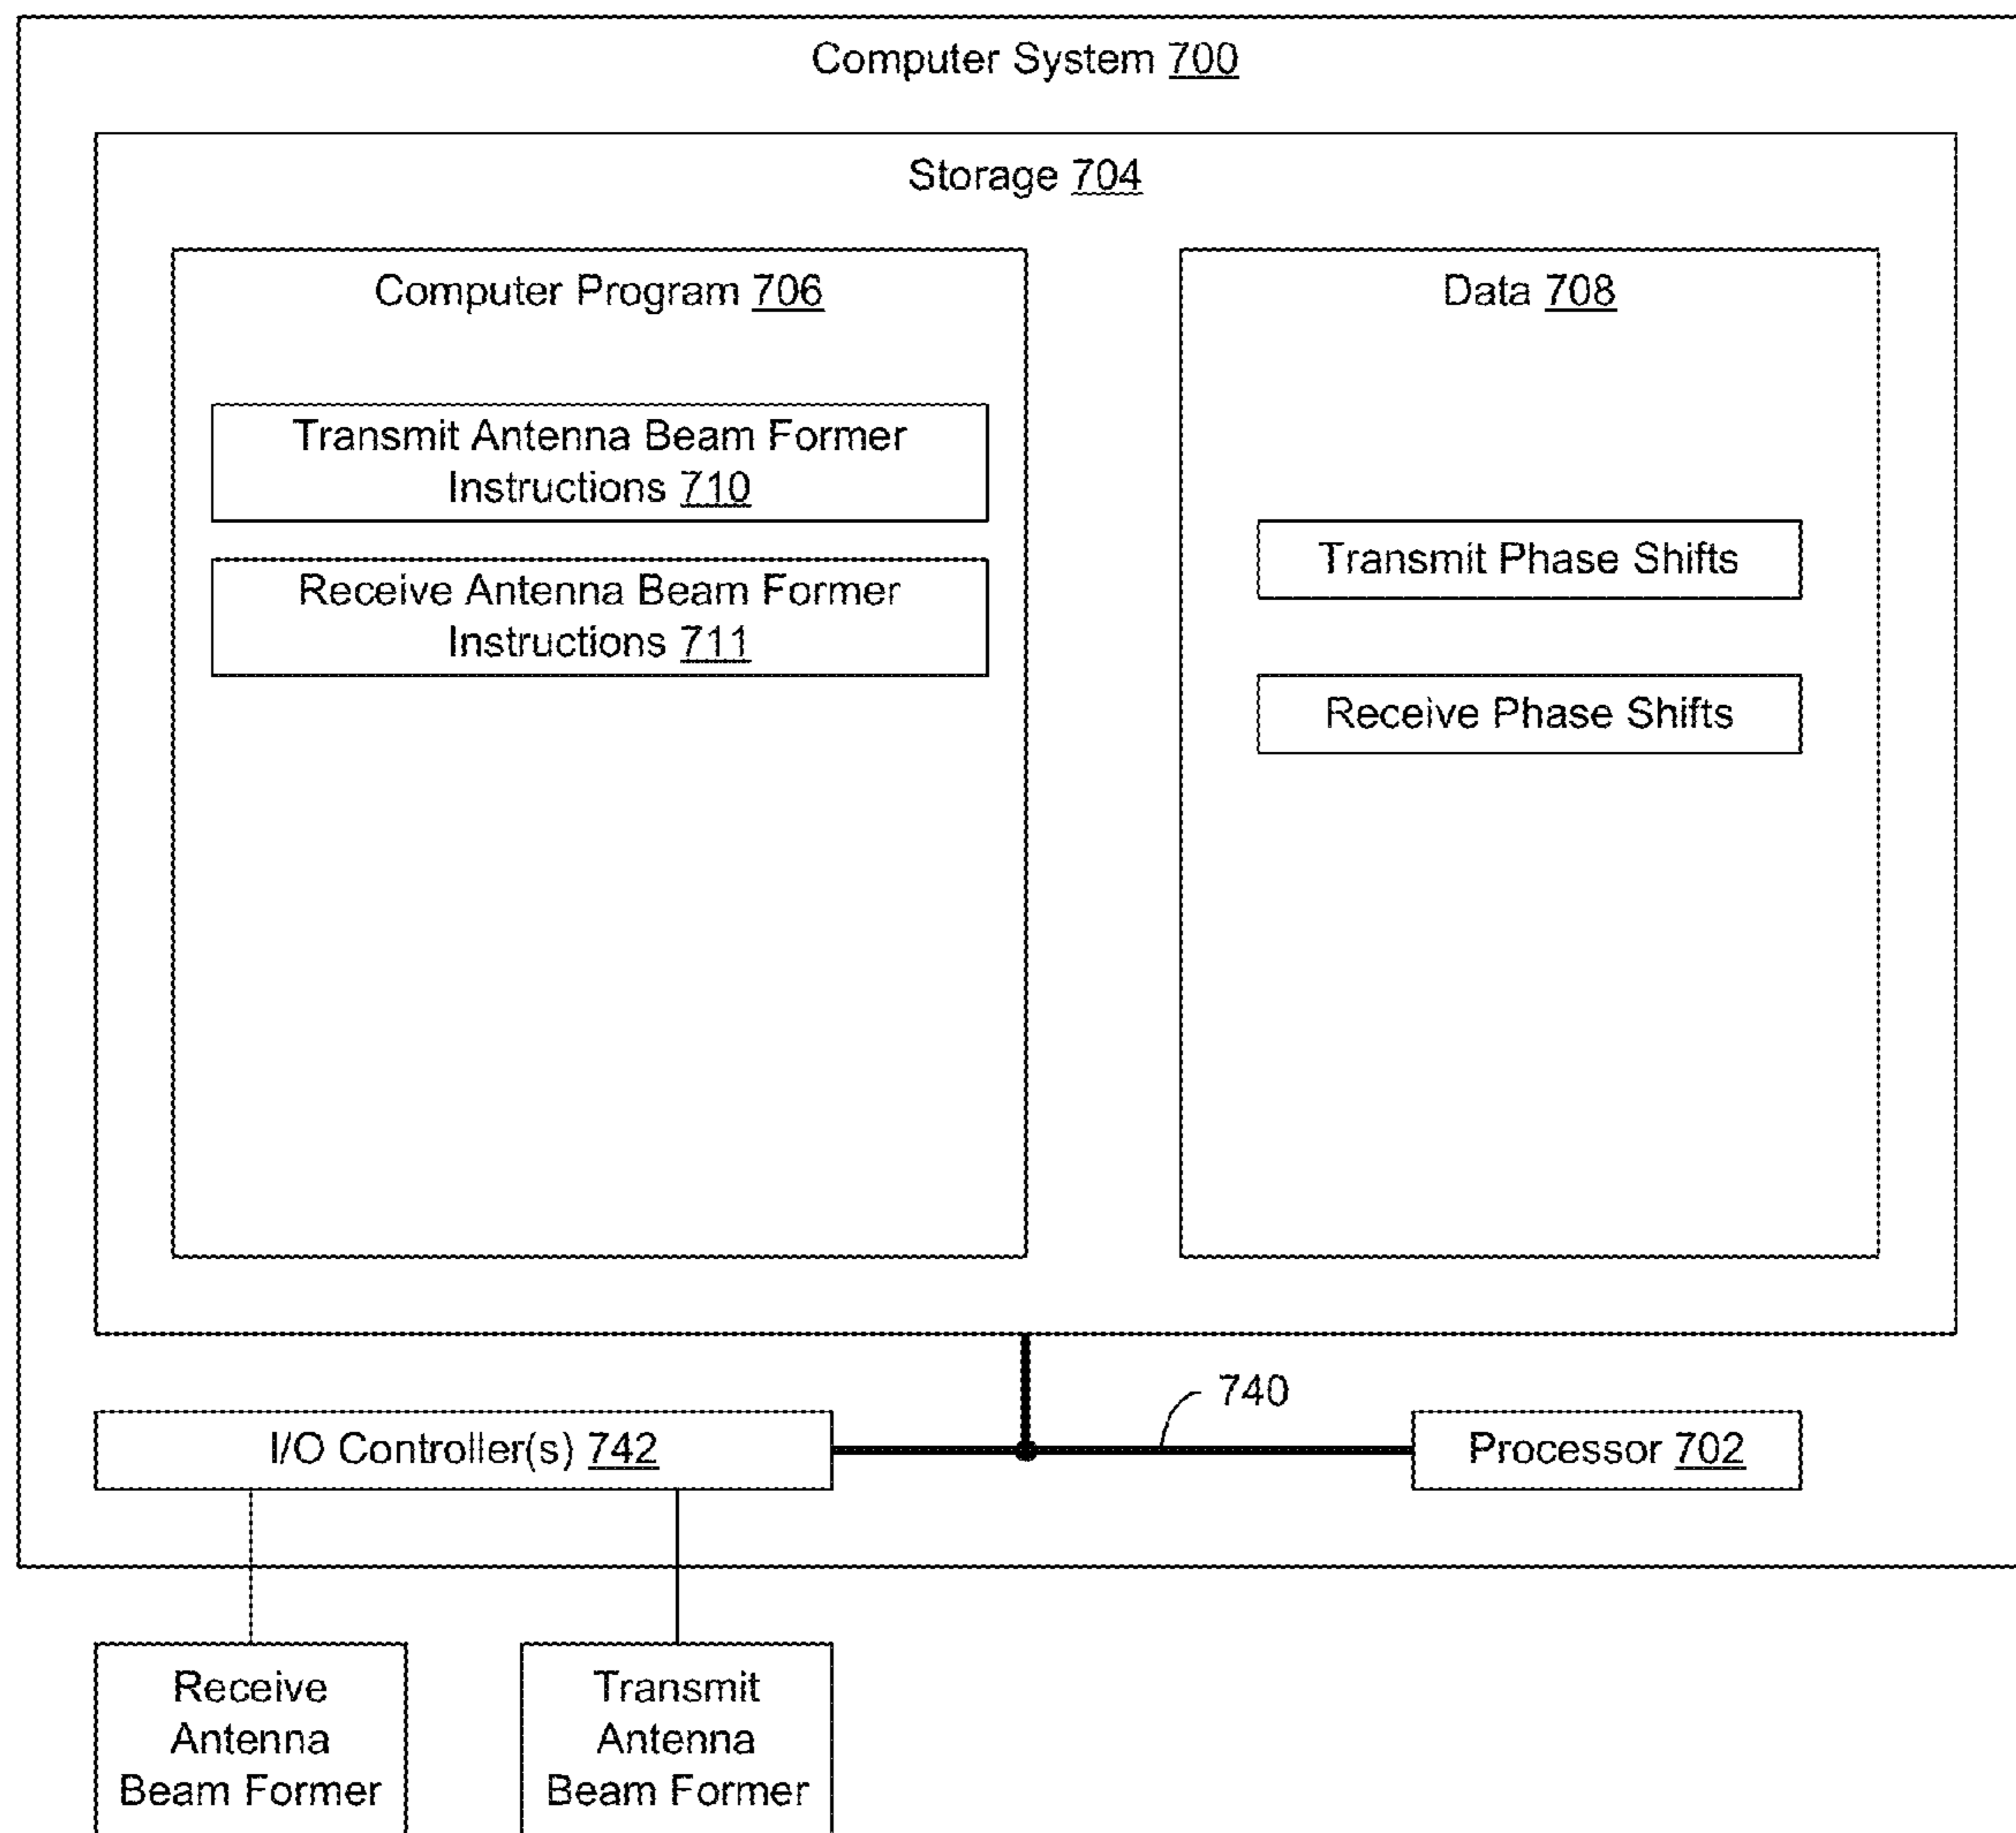 Computer System 700
Storage 704
Computer Program 706
Transmit Antenna Beam Former
Instructions 710
Receive Antenna Beam Former
Instructions 711
Data 708
Transmit Phase Shifts
Receive Phase Shifts
740
I/O Controller(s) 742
Processor 702
Receive
Antenna
Beam Former
Transmit
Antenna
Beam Former